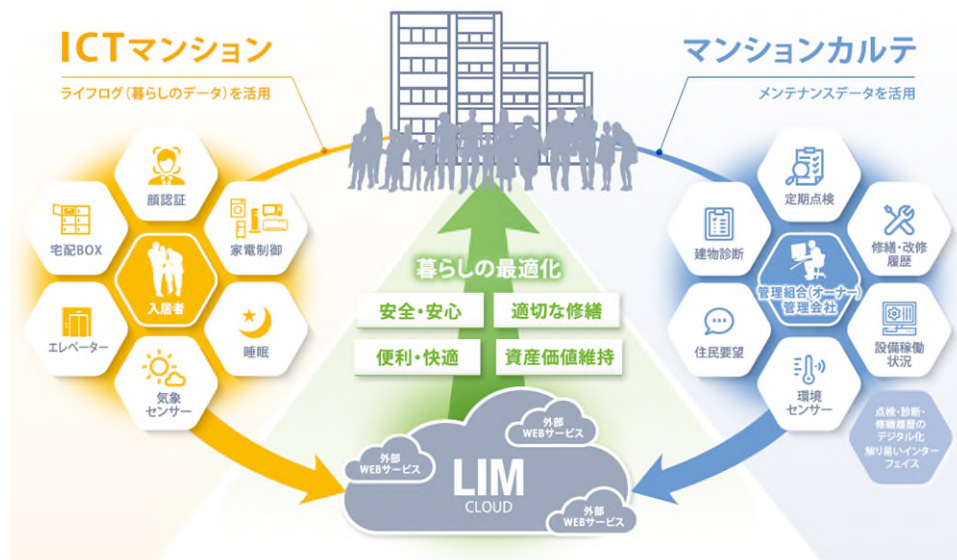 ICTマンション
ライフログ(暮らしのデータ)を活用
顔認証
宅配BOX
家電制御
入居者
エレベーター
睡眠
気象
センサー
マンションカルテ
メンテナンスデータを活用
定期点検
建物診断
修繕・改修
履歴
管理組合(オーナー)
管理会社
住民要望
設備稼働
状況
環境
センサー
点検・診断・
修繕履歴の
デジタル化
解り易いインター
フェイス
暮らしの最適化
安全・安心
適切な修繕
便利・快適
資産価値維持
外部
WEBサービス
外部
WEBサービス
LIM
CLOUD
外部
WEBサービス